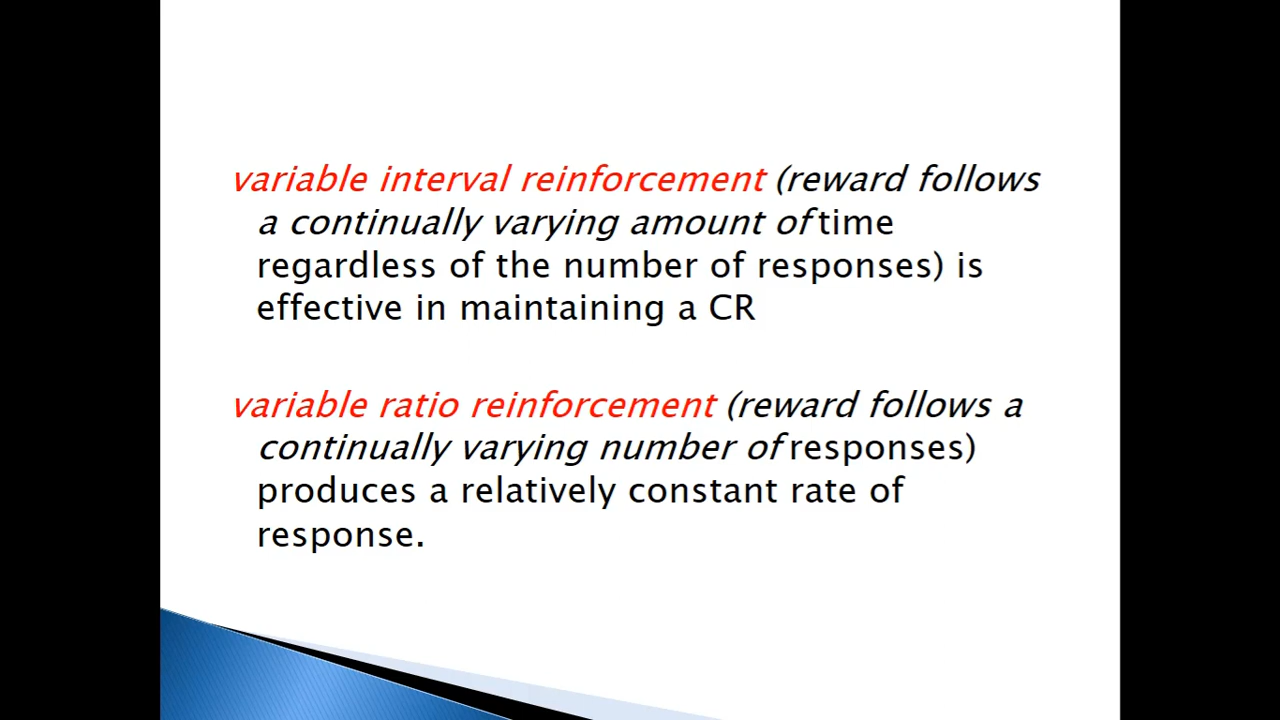 variable interval reinforcement (reward follows
a continually varying amount of time
regardless of the number of responses) is
effective in maintaining a CR
variable ratio reinforcement (reward follows a
continually varying number of responses)
produces a relatively constant rate of
response.